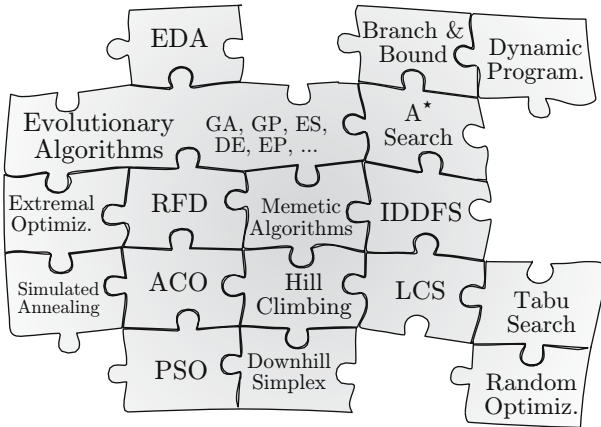 EDA
Branch &
Bound
Dynamic
Program.
Evolutionary
Algorithms
GA, GP, ES,
DE, EP, ...
A★
Search
Extremal
Optimiz.
RFD
Memetic
Algorithms
IDDFS
Simulated
Annealing
ACO
Hill
Climbing
LCS
Tabu
Search
PSO
Downhill
Simplex
Random
Optimiz.